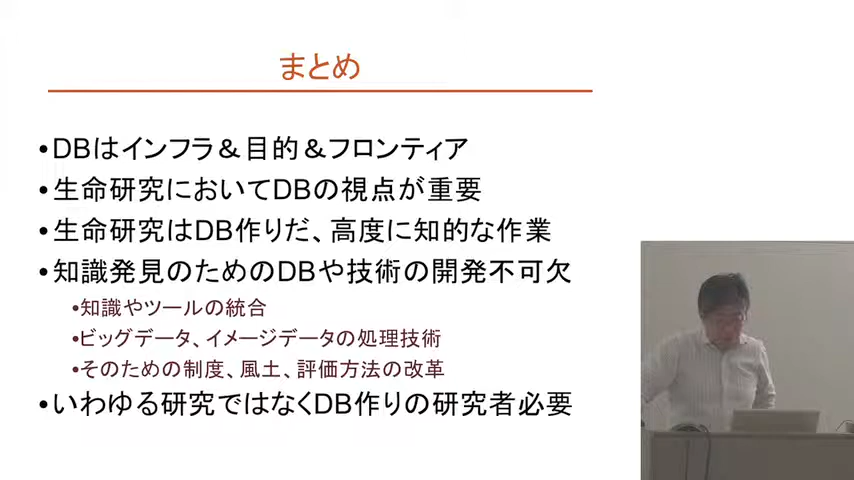 まとめ
•DBはインフラ＆目的＆フロンティア
•生命研究においてDBの視点が重要
•生命研究はDB作りだ、高度に知的な作業
•知識発見のためのDBや技術の開発不可欠
•知識やツールの統合
•ビッグデータ、イメージデータの処理技術
•そのための制度、風土、評価方法の改革
•いわゆる研究ではなくDB作りの研究者必要